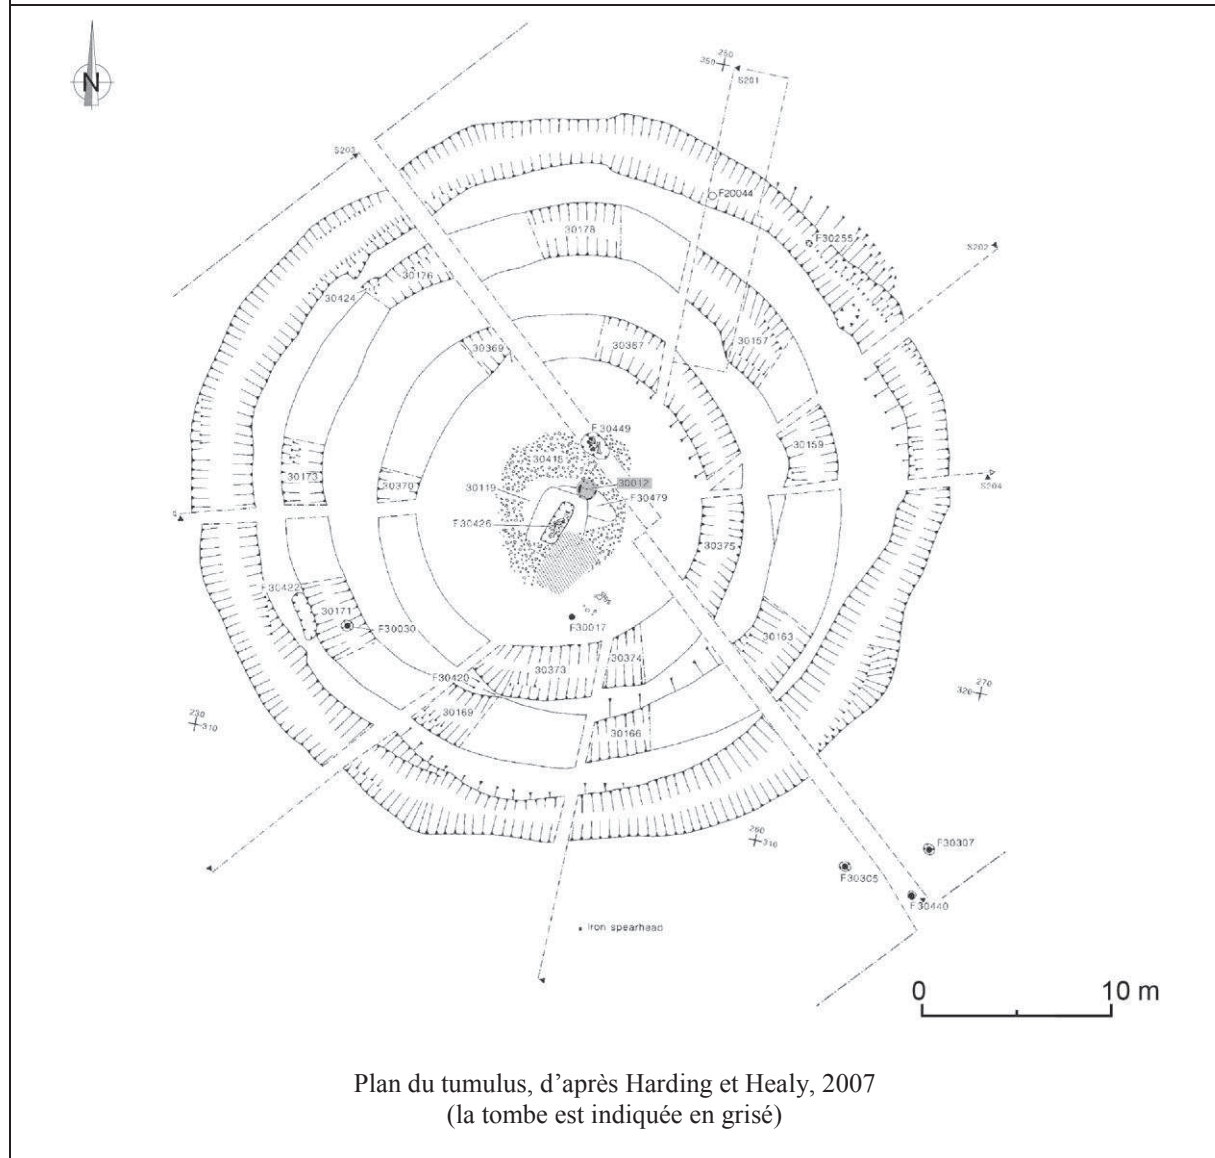 N
250
350
S201
S203
F20044
30178
F30255
S202
30176
30424
30369
30387
30157
F 30449
30159
30418
30173
30370
30119
30012
F30479
S204
F30426
30375
F30422
30171
F30030
F30017
30163
30373
30374
F30420
30169
30166
230
310
270
320
260
310
F30307
F30305
F30440
Iron spearhead
0 10 m
Plan du tumulus, d’après Harding et Healy, 2007
(la tombe est indiquée en grisé)